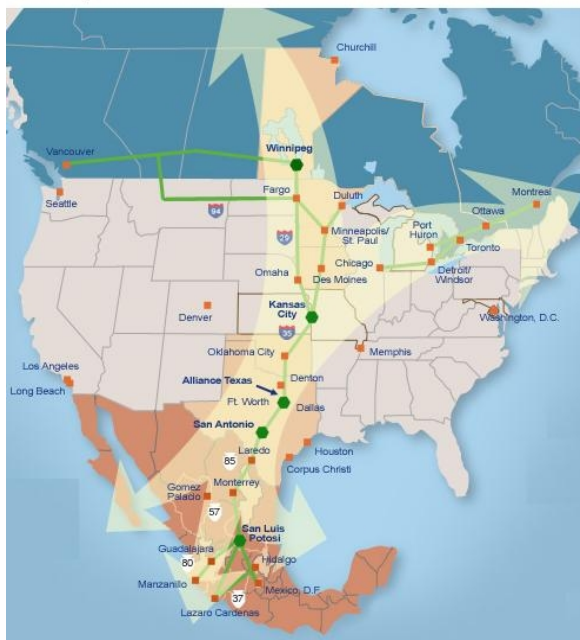 Churchill
Vancouver
Winnipeg
Seattle
Fargo
Duluth
Montreal
94
Ottawa
Port
Huron
Minneapolis/
St. Paul
Toronto
29
Chicago
Detroit/
Windsor
Omaha
Des Moines
Kansas
City
Denver
Washington, D.C.
35
Oklahoma City
Memphis
Los Angeles
Long Beach
Alliance Texas
Denton
Ft. Worth
Dallas
San Antonio
Houston
Laredo
85
Corpus Christi
Gomez
Palacio
Monterrey
57
San Luis
Potosi
Guadalajara
80
Hidalgo
Manzanillo
Mexico, D.F.
37
Lazaro Cardenas